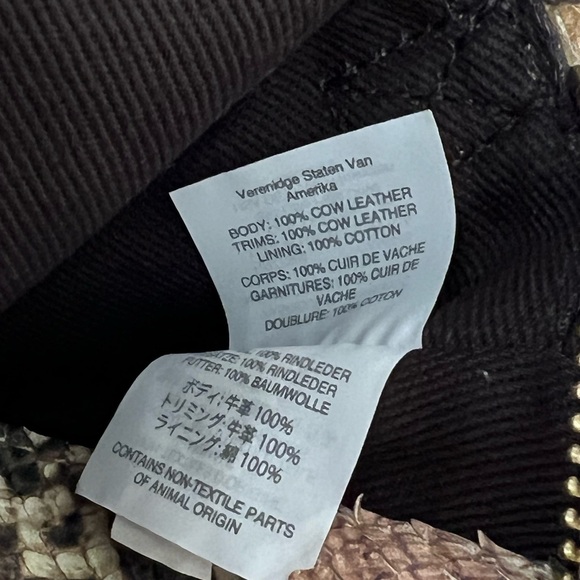 Verenidge Staten Van
Amerika
BODY: 100% COW LEATHER
TRIMS: 100% COW LEATHER
LINING: 100% COTTON
CORPS: 100% CUIR DE VACHE
GARNITURES: 100% CUIR DE
VACHE
DOUBLURE: 100% COTON
100% RINDLEDER
100% RINDLEDER
FUTTER: 100% BAUMWOLLE
ボディ:牛革100%
トリミング:牛革100%
ライニング:綿100%
CONTAINS NON-TEXTILE PARTS
OF ANIMAL ORIGIN